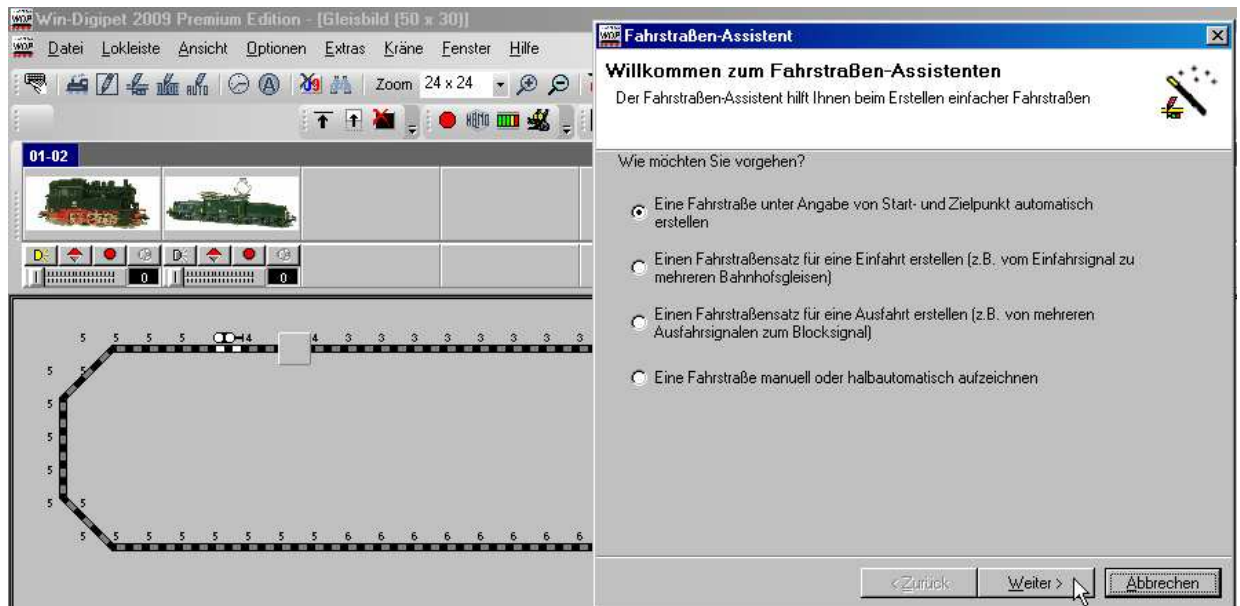 Win-Digipet 2009 Premium Edition - [Gleisbild (50 x 30)]
Datei Lokleiste Ansicht Optionen Extras Kräne Fenster Hilfe
Zoom 24 x 24
01-02
0 0
5 5 5 5 4 4 3 3 3 3 3 3 3 3
5 5
5
5
5
5 5
5 5 5 5 5 5 5 6 6 6 6 6 6 6 6
Fahrstraßen-Assistent
Willkommen zum Fahrstraßen-Assistenten
Der Fahrstraßen-Assistent hilft Ihnen beim Erstellen einfacher Fahrstraßen
Wie möchten Sie vorgehen?
Eine Fahrstraße unter Angabe von Start- und Zielpunkt automatisch
erstellen
Einen Fahrstraßensatz für eine Einfahrt erstellen (z.B. vom Einfahrsignal zu
mehreren Bahnhofsgleisen)
Einen Fahrstraßensatz für eine Ausfahrt erstellen (z.B. von mehreren
Ausfahrsignalen zum Blocksignal)
Eine Fahrstraße manuell oder halbautomatisch aufzeichnen
< Zurück Weiter > Abbrechen